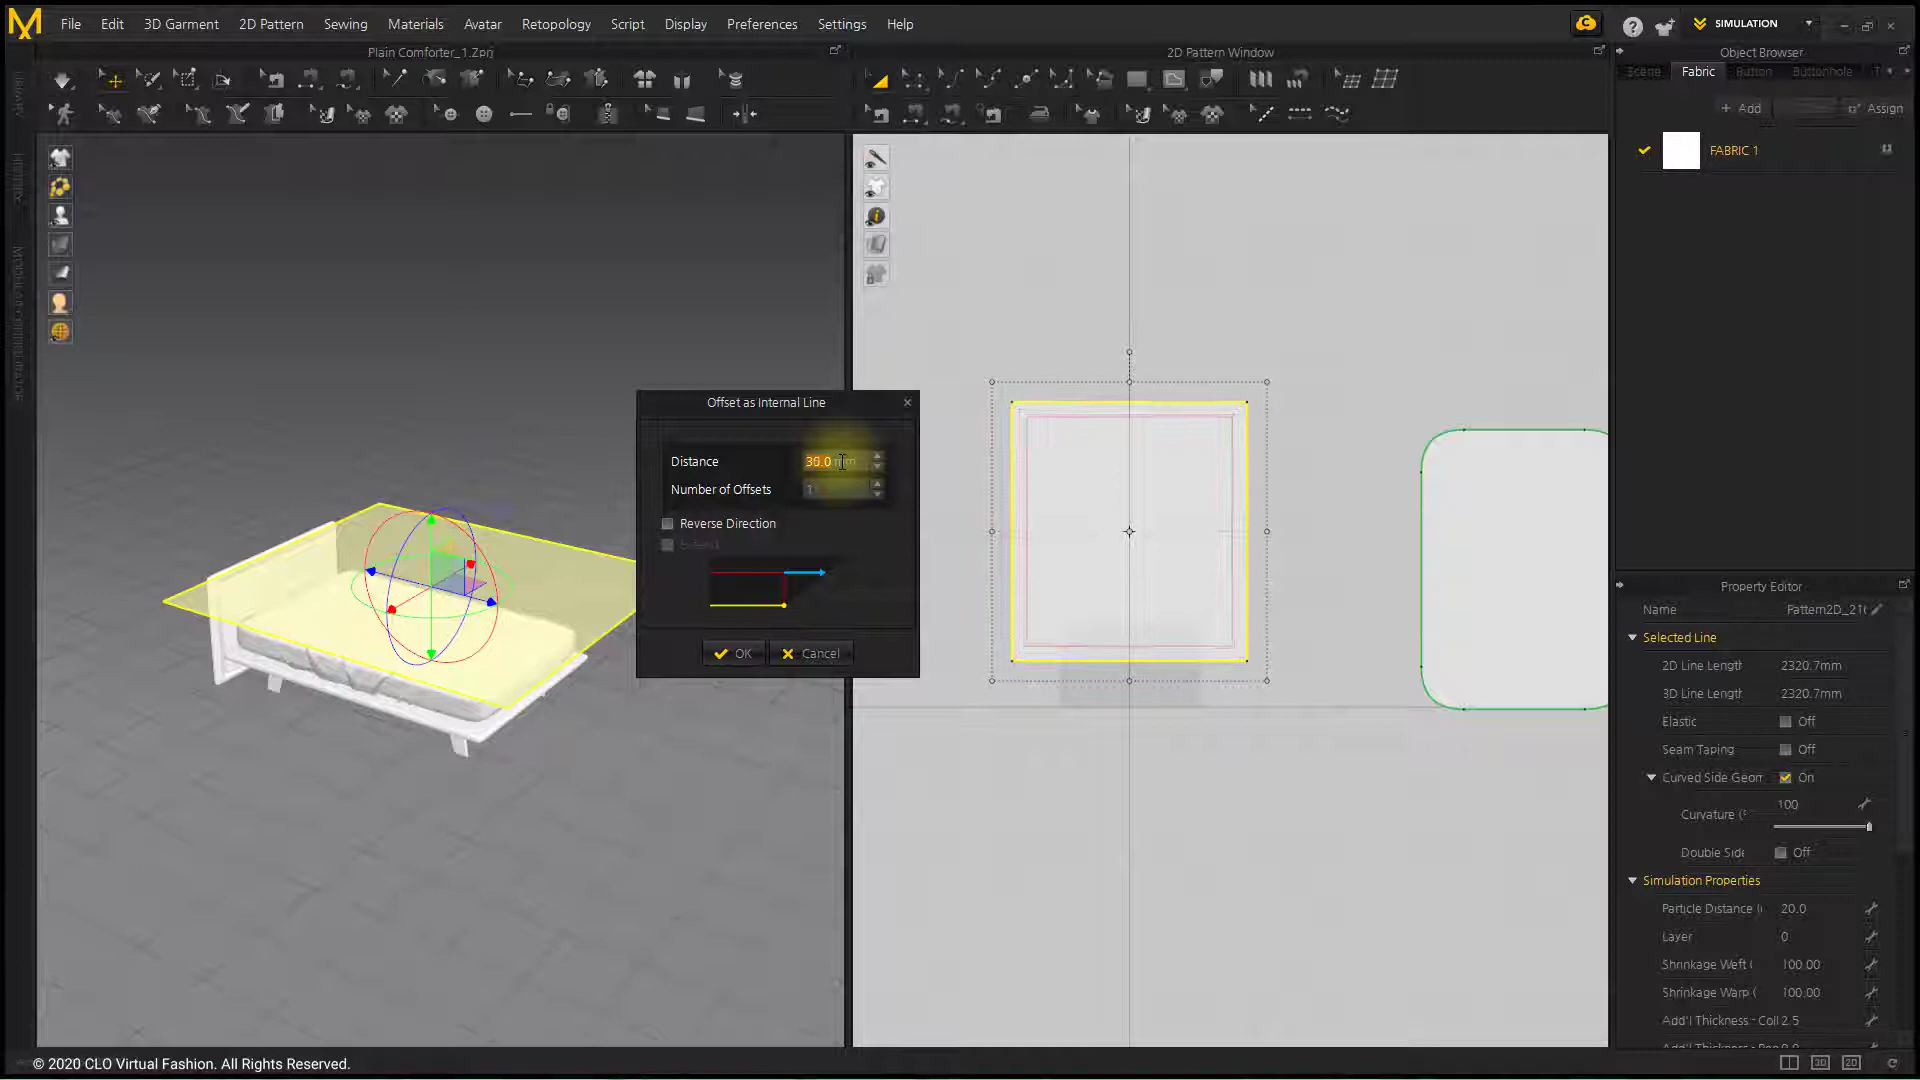 File Edit 3D Garment 2D Pattern Sewing Materials Avatar Retopology Script Display Preferences Settings Help
SIMULATION
Plain Comforter_1.Zprj
2D Pattern Window
Object Browser
Scene Fabric Button Buttonhole
+ Add
Assign
FABRIC 1
Offset as Internal Line
Distance 30.0
Number of Offsets 1
Reverse Direction
Extend
OK
Cancel
Property Editor
Name Pattern2D_21
Selected Line
2D Line Length 2320.7mm
3D Line Length 2320.7mm
Elastic Off
Seam Taping Off
Curved Side Geom On
Curvature ( 100
Double Side Off
Simulation Properties
Particle Distance ( 20.0
Layer 0
Shrinkage Weft ( 100.00
Shrinkage Warp ( 100.00
Add'l Thickness - Coll 2.5
© 2020 CLO Virtual Fashion. All Rights Reserved.
3D
2D